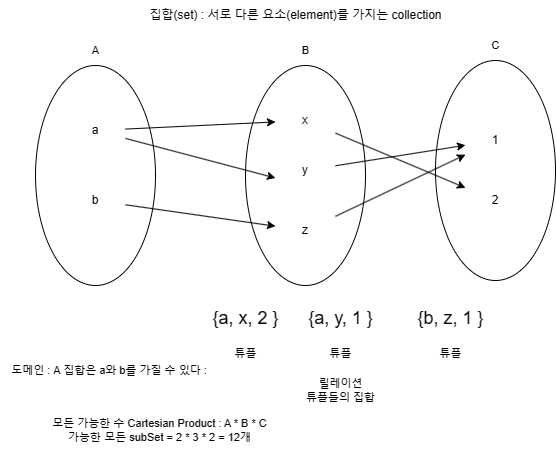 집합(set) : 서로 다른 요소(element)를 가지는 collection
A
B
C
a
b
x
y
z
1
2
{a, x, 2 }
{a, y, 1 }
{b, z, 1 }
튜플
튜플
튜플
도메인 : A 집합은 a와 b를 가질 수 있다 :
릴레이션
튜플들의 집합
모든 가능한 수 Cartesian Product : A * B * C
가능한 모든 subSet = 2 * 3 * 2 = 12개